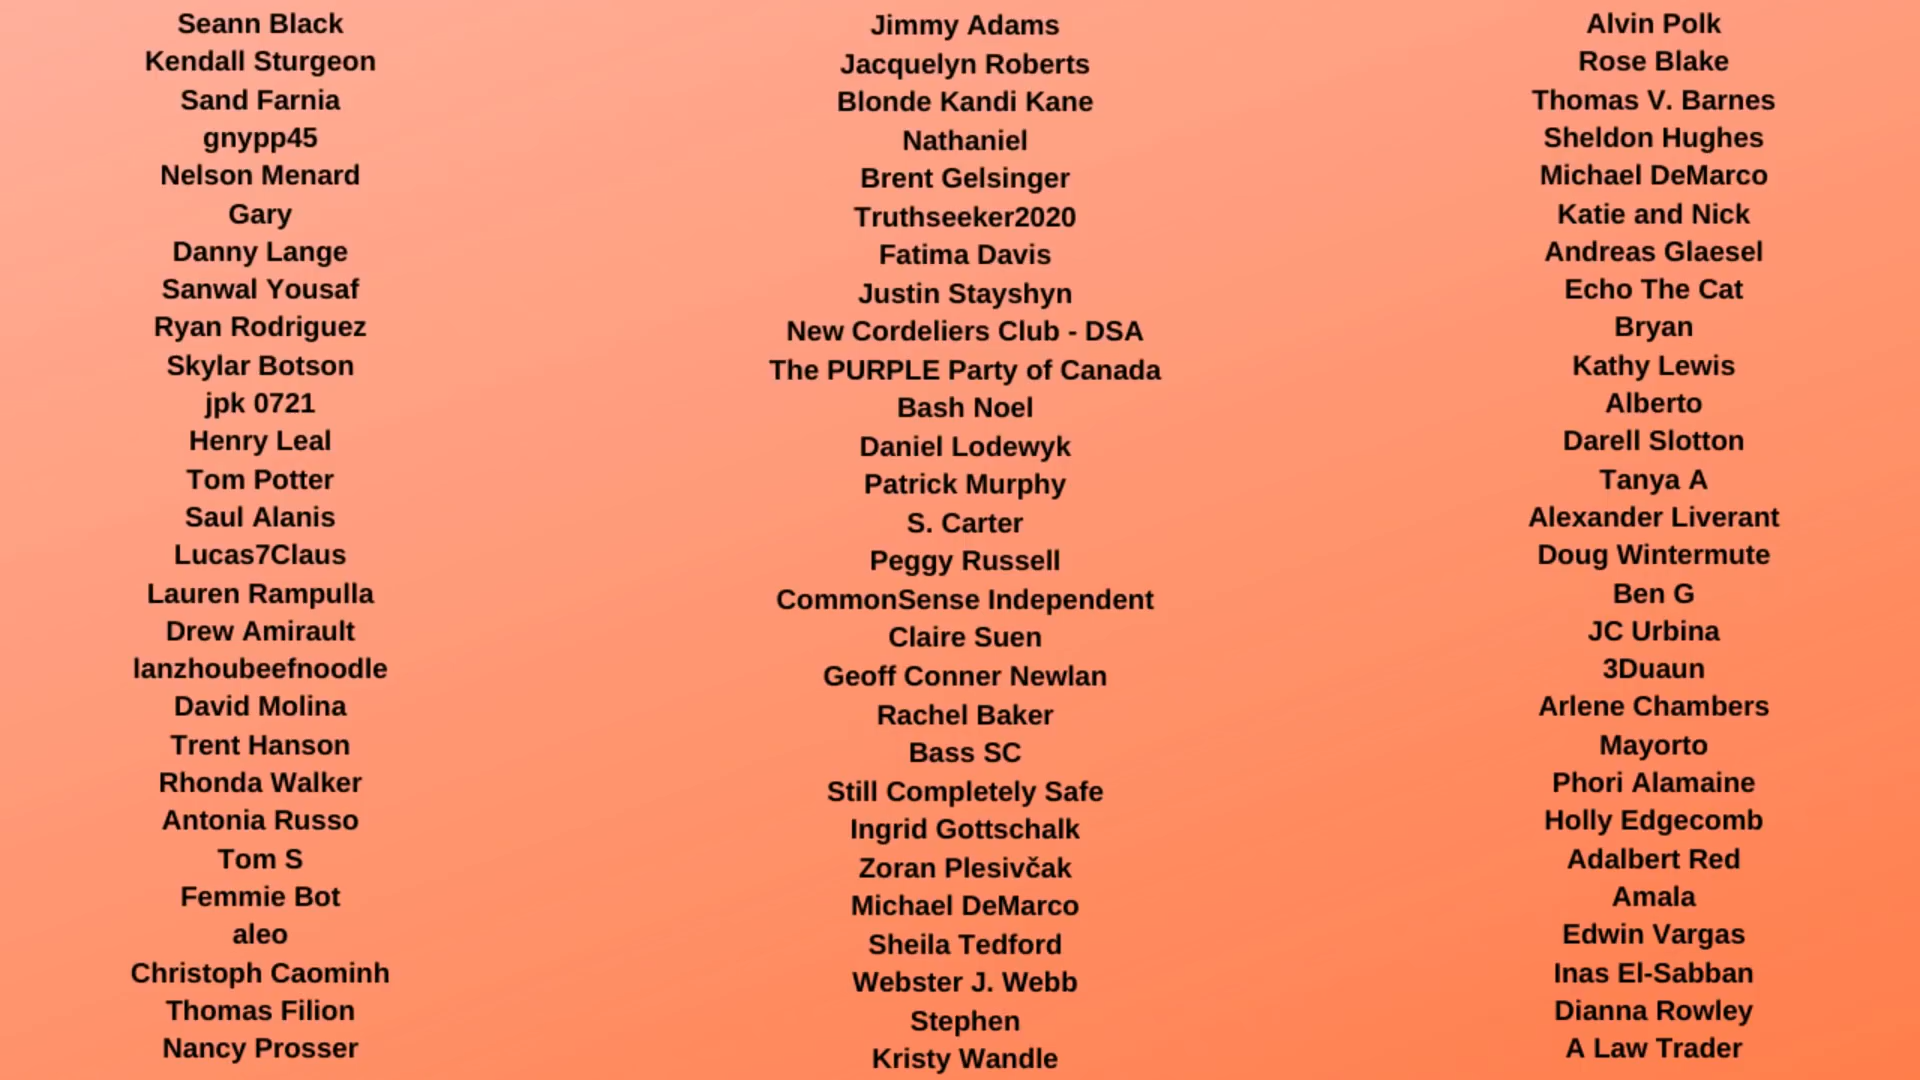 Seann Black
Kendall Sturgeon
Sand Farnia
gnypp45
Nelson Menard
Gary
Danny Lange
Sanwal Yousaf
Ryan Rodriguez
Skylar Botson
jpk 0721
Henry Leal
Tom Potter
Saul Alanis
Lucas7Claus
Lauren Rampulla
Drew Amirault
lanzhoubeefnoodle
David Molina
Trent Hanson
Rhonda Walker
Antonia Russo
Tom S
Femmie Bot
aleo
Christoph Caominh
Thomas Filion
Nancy Prosser
Jimmy Adams
Jacquelyn Roberts
Blonde Kandi Kane
Nathaniel
Brent Gelsinger
Truthseeker2020
Fatima Davis
Justin Stayshyn
New Cordeliers Club - DSA
The PURPLE Party of Canada
Bash Noel
Daniel Lodewyk
Patrick Murphy
S. Carter
Peggy Russell
CommonSense Independent
Claire Suen
Geoff Conner Newlan
Rachel Baker
Bass SC
Still Completely Safe
Ingrid Gottschalk
Zoran Plesivčak
Michael DeMarco
Sheila Tedford
Webster J. Webb
Stephen
Kristy Wandle
Alvin Polk
Rose Blake
Thomas V. Barnes
Sheldon Hughes
Michael DeMarco
Katie and Nick
Andreas Glaesel
Echo The Cat
Bryan
Kathy Lewis
Alberto
Darell Slotton
Tanya A
Alexander Liverant
Doug Wintermute
Ben G
JC Urbina
3Duaun
Arlene Chambers
Mayorto
Phori Alamaine
Holly Edgecomb
Adalbert Red
Amala
Edwin Vargas
Inas El-Sabban
Dianna Rowley
A Law Trader